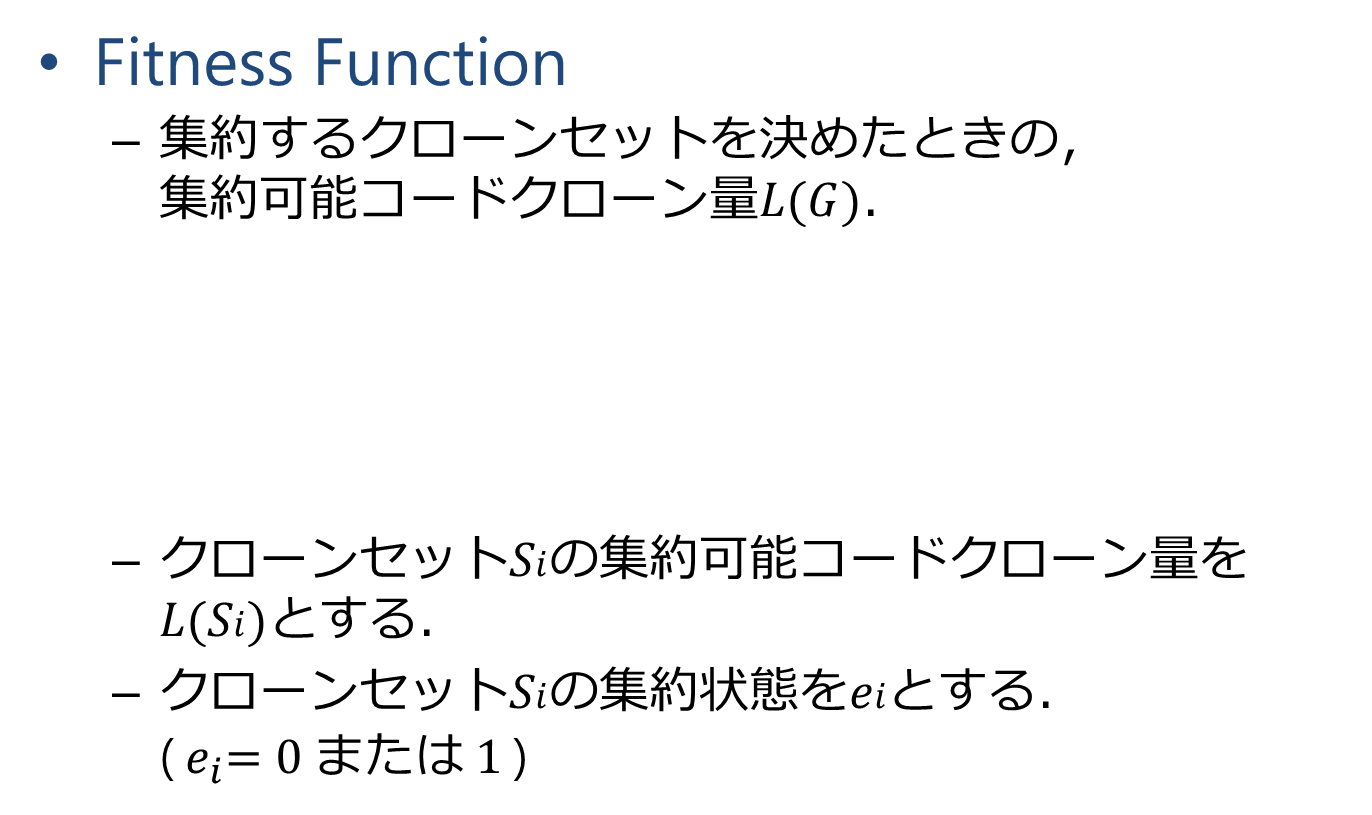 • Fitness Function
– 集約するクローンセットを決めたときの,
集約可能コードクローン量L(G).
– クローンセットSiの集約可能コードクローン量を
L(Si)とする.
– クローンセットSiの集約状態をeiとする.
( ei= 0 または 1 )